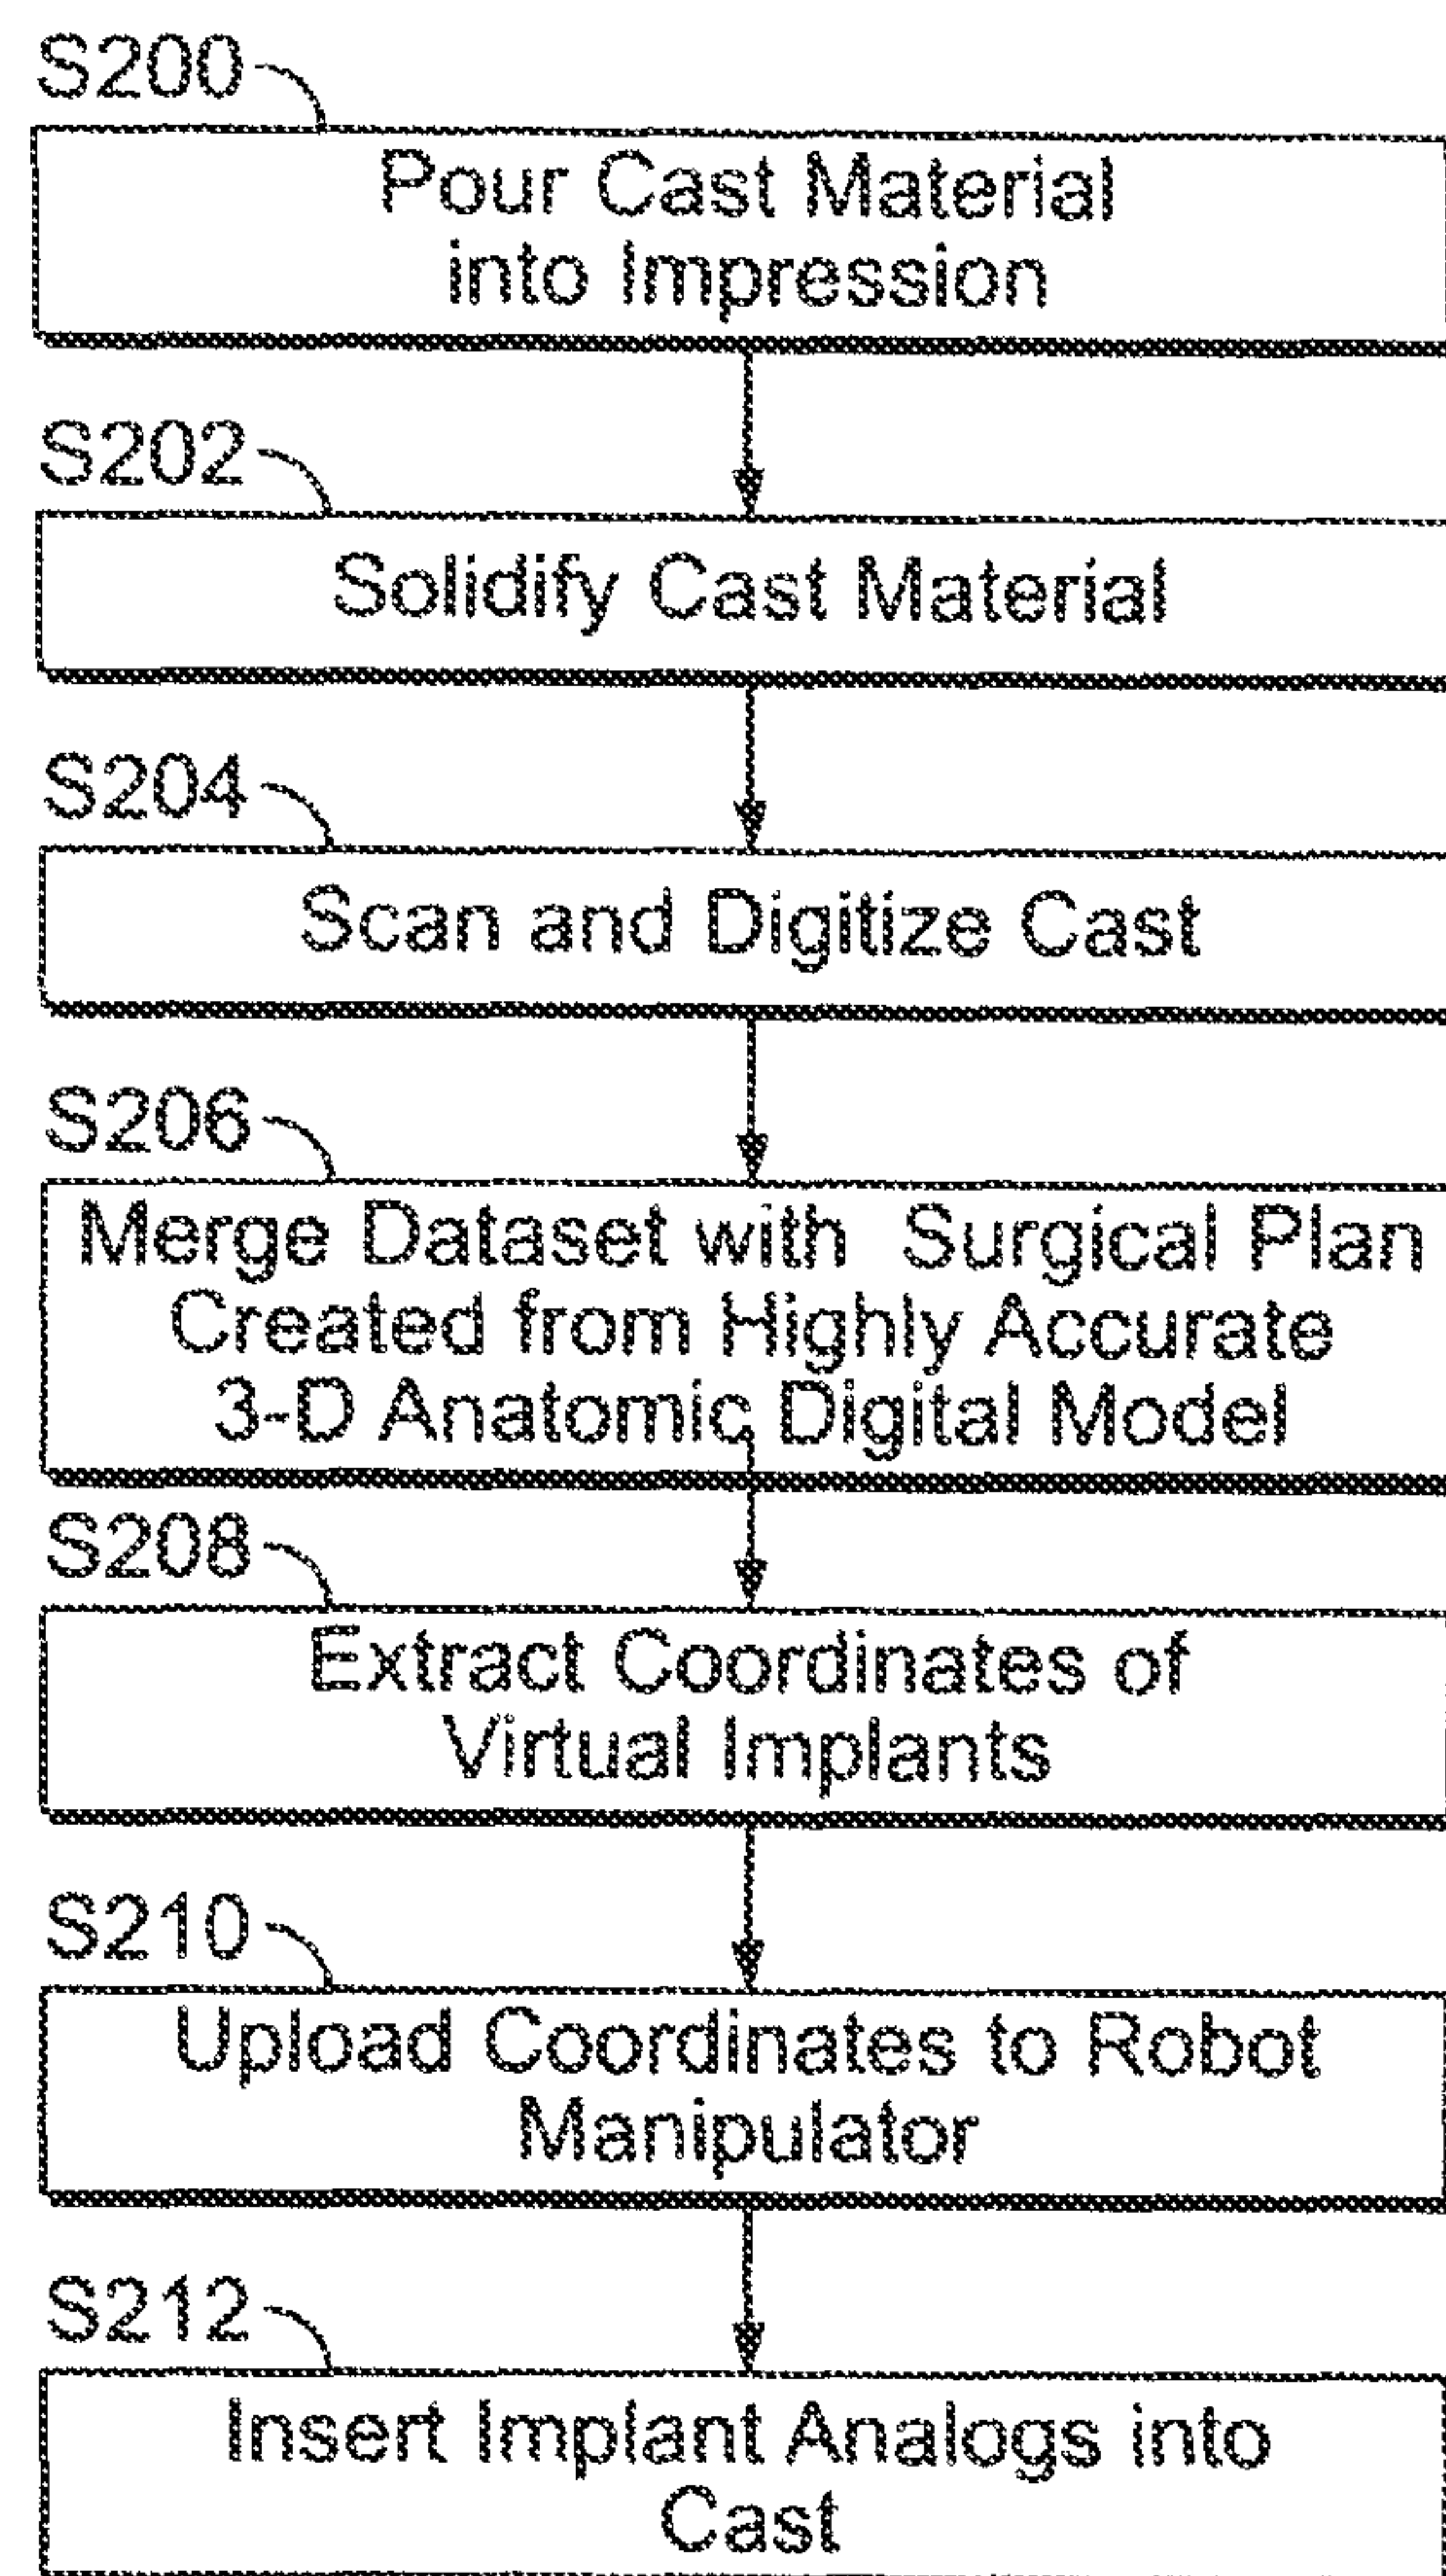 S200
Pour Cast Material
into Impression
S202
Solidify Cast Material
S204
Scan and Digitize Cast
S206
Merge Dataset with Surgical Plan
Created from Highly Accurate
3-D Anatomic Digital Model
S208
Extract Coordinates of
Virtual Implants
S210
Upload Coordinates to Robot
Manipulator
S212
Insert Implant Analogs into
Cast